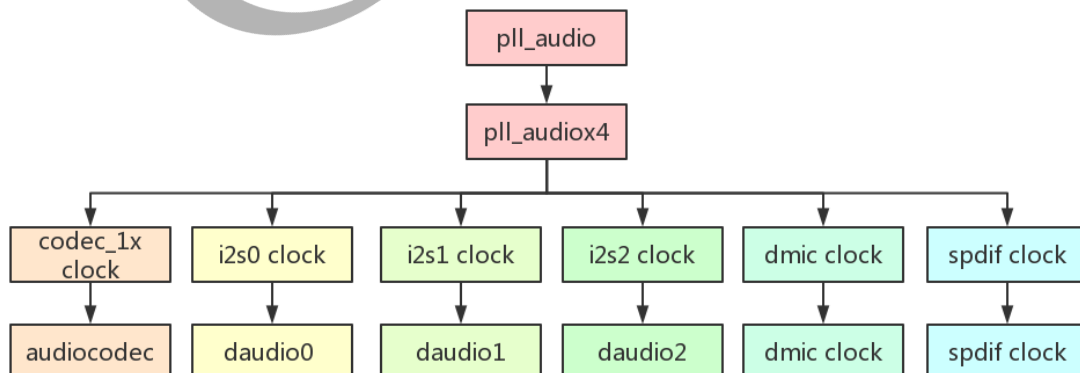 pll_audio
pll_audiox4
codec_1x
clock
i2s0 clock
i2s1 clock
i2s2 clock
dmic clock
spdif clock
audiocodec
daudio0
daudio1
daudio2
dmic clock
spdif clock